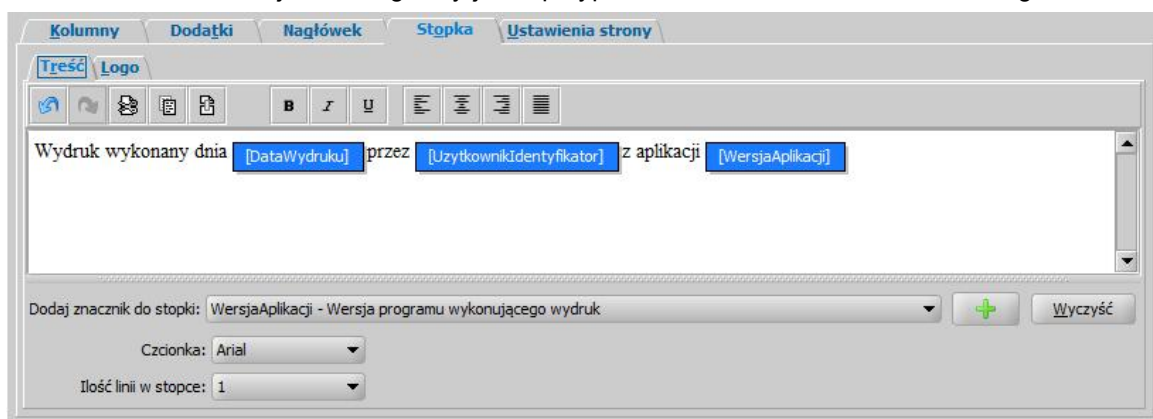 Kolumny Dodatki Nagłówek Stopka Ustawienia strony
Treść Logo
B I U
Wydruk wykonany dnia [DataWydruku] przez [UzytkownikIdentyfikator] z aplikacji [WersjaAplikacji]
Dodaj znacznik do stopki: WersjaAplikacji - Wersja programu wykonującego wydruk Wyczyść
Czcionka: Arial
Ilość linii w stopce: 1